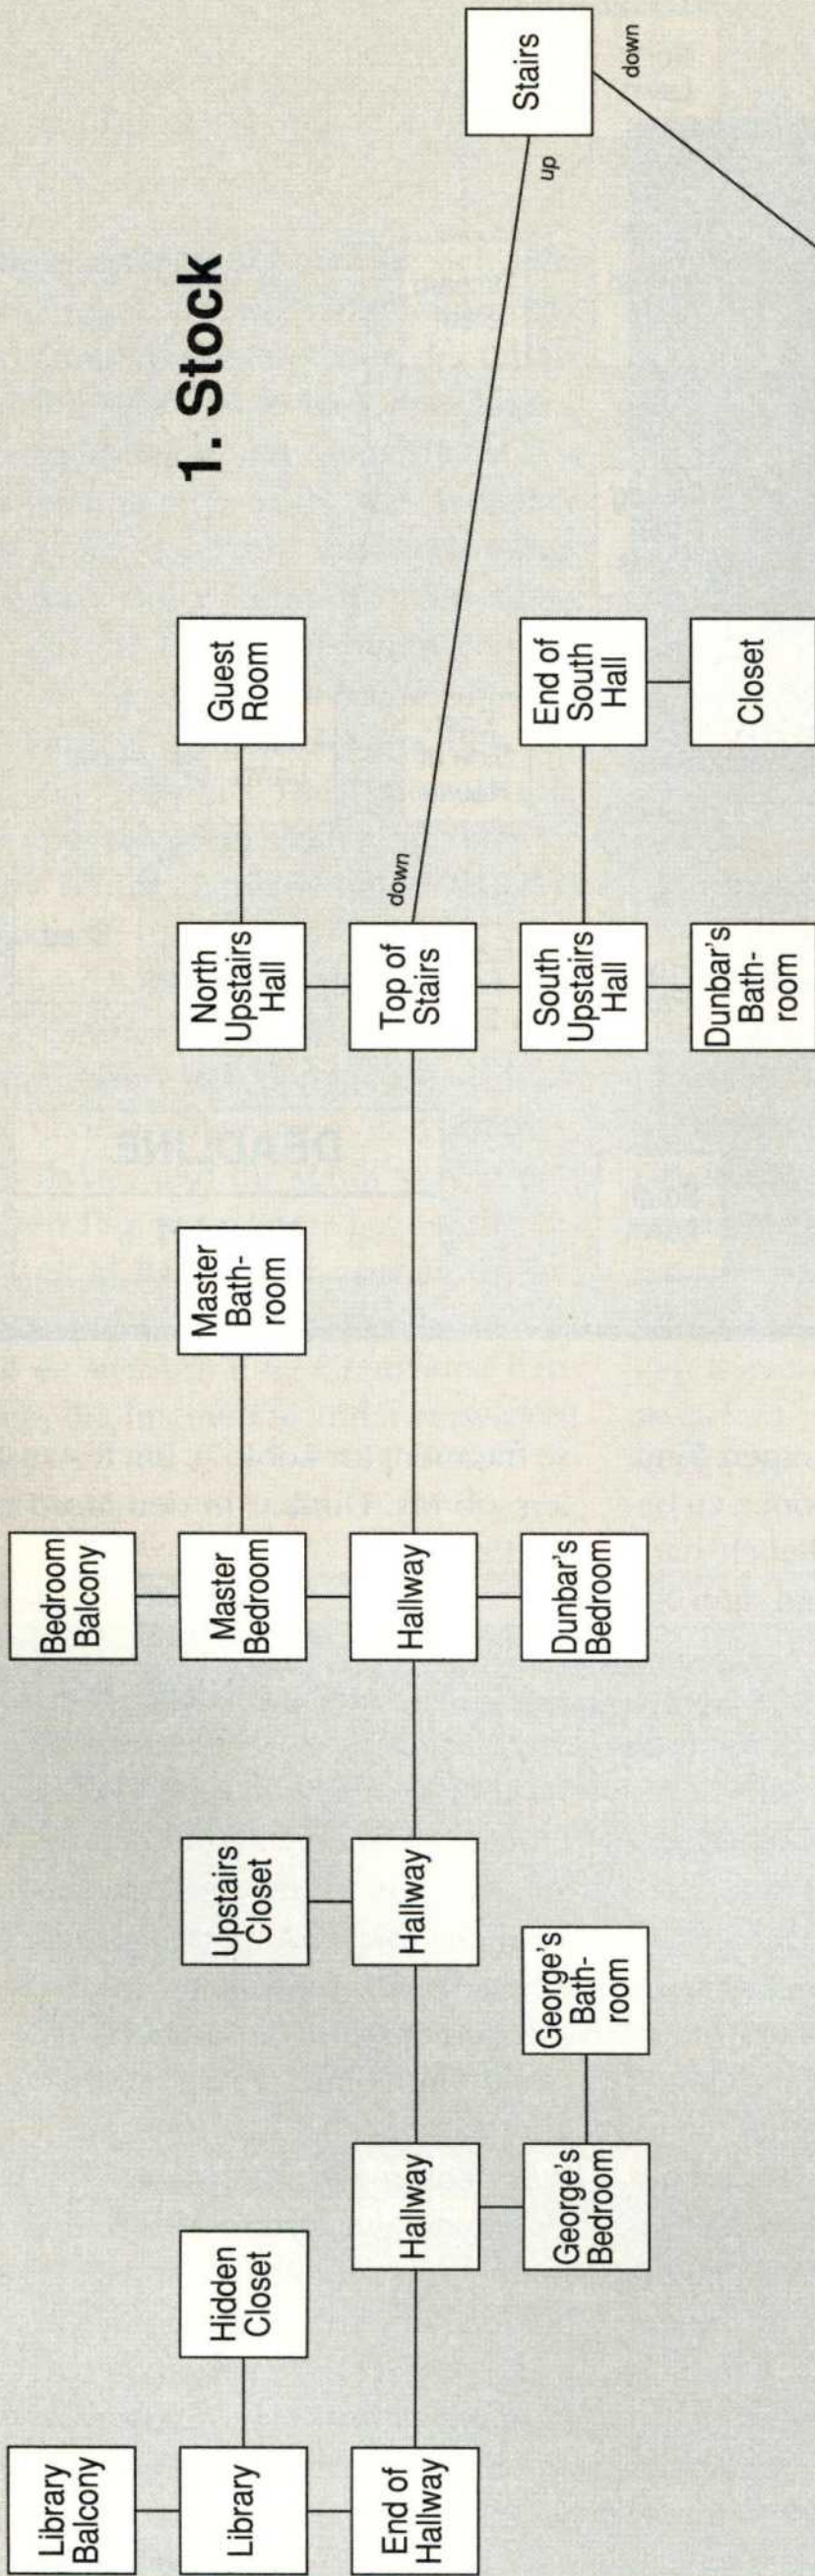 Library
Balcony
Bedroom
Balcony
1. Stock
Library
Hidden
Closet
Upstairs
Closet
Master
Bedroom
Master
Bath-
room
North
Upstairs
Hall
Guest
Room
End of
Hallway
Hallway
Hallway
Hallway
Top of
Stairs
down
up
Stairs
down
George's
Bedroom
George's
Bath-
room
Dunbar's
Bedroom
South
Upstairs
Hall
End of
South
Hall
Dunbar's
Bath-
room
Closet